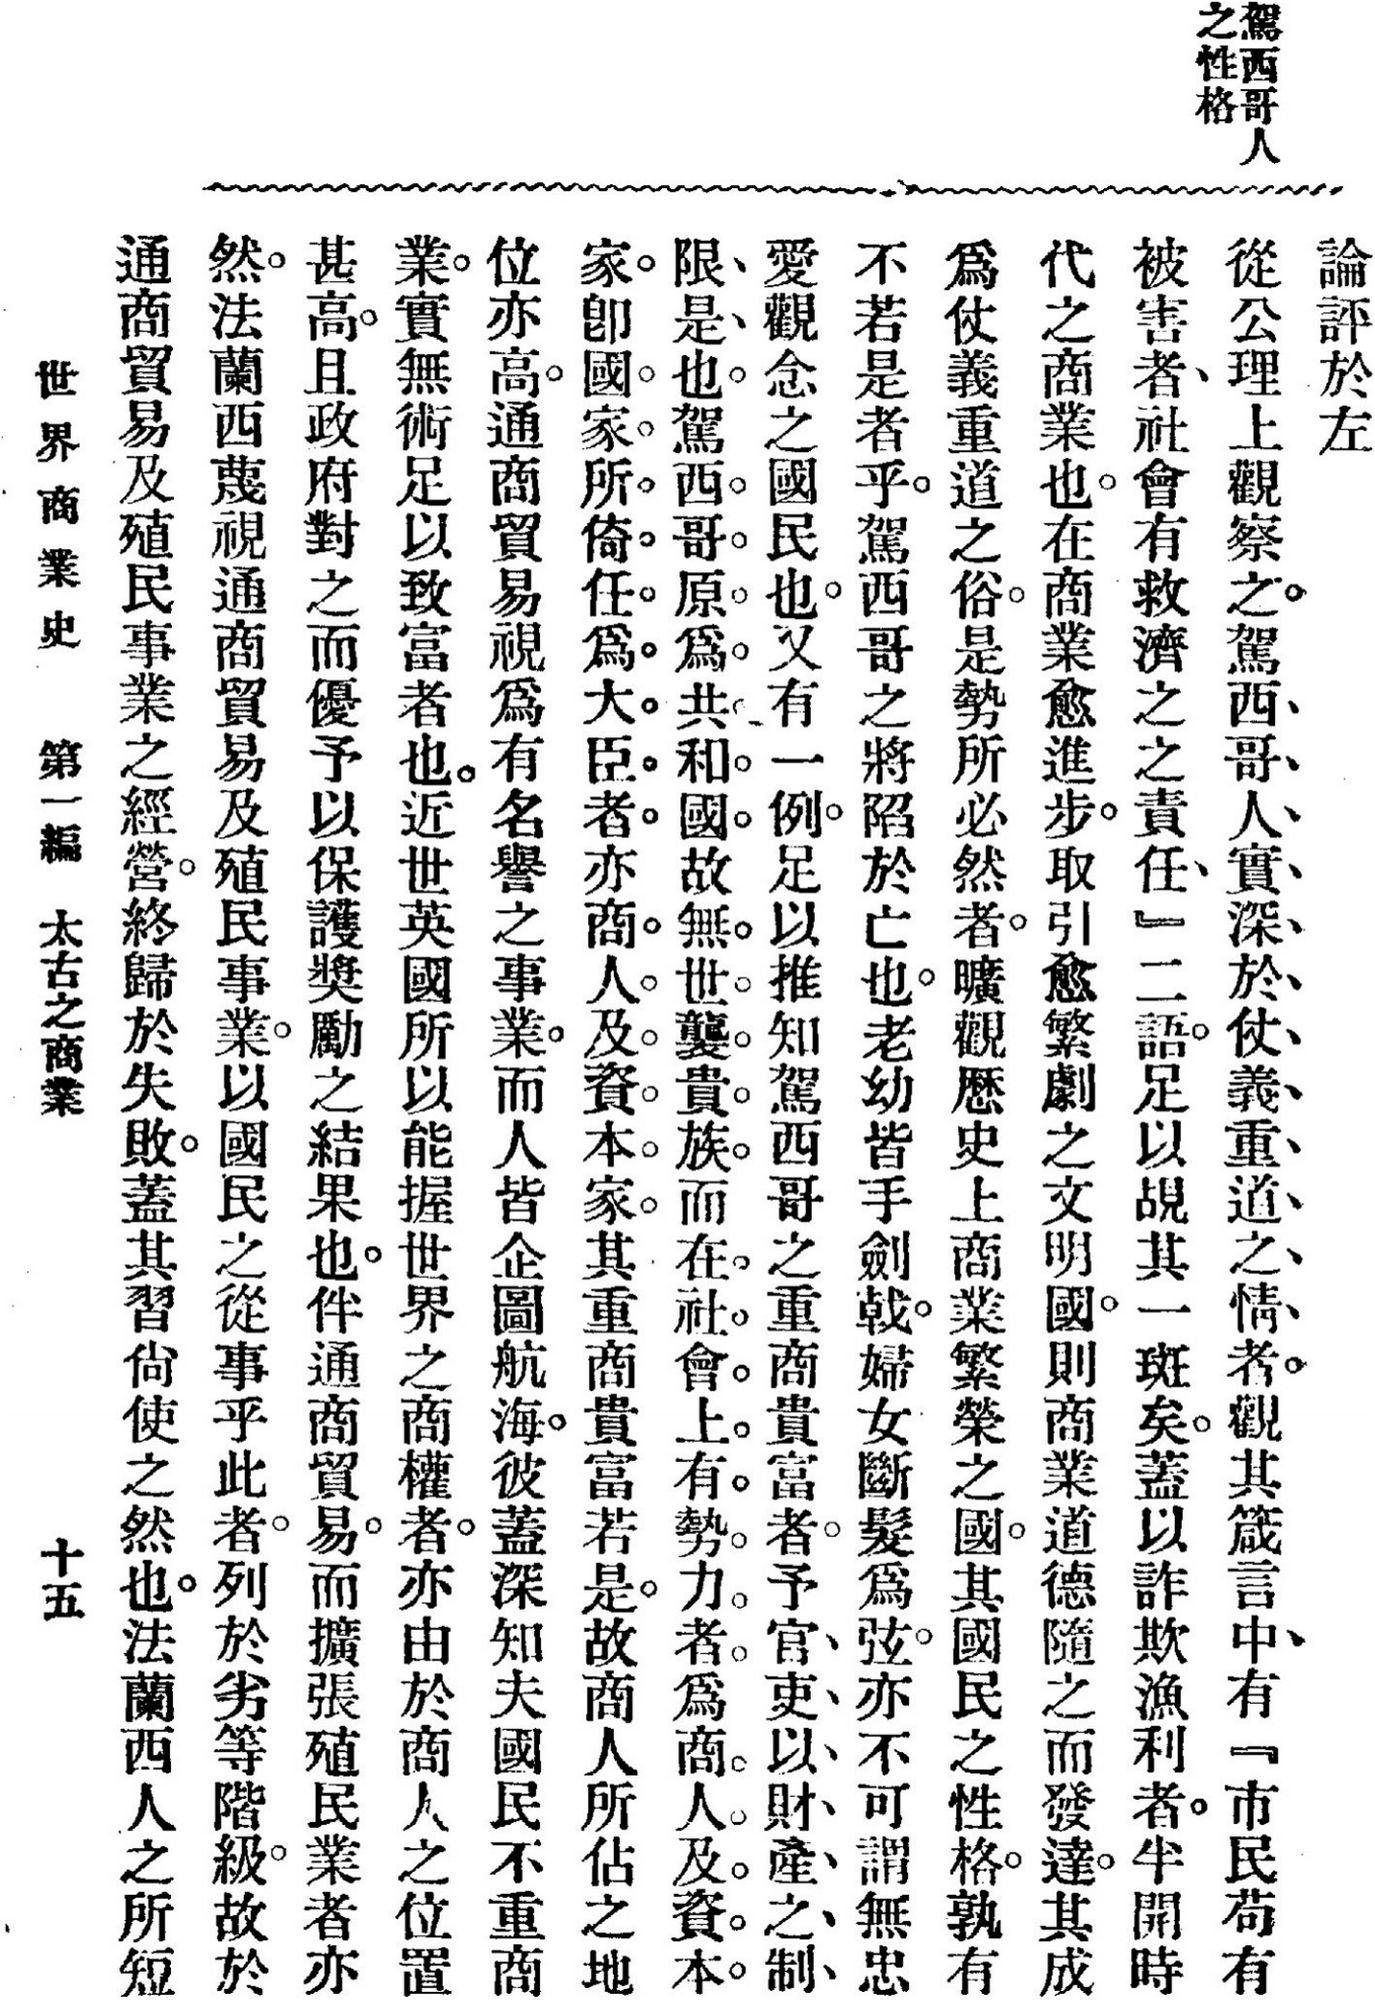 駕西哥人
之性格
論評於左
從公理上觀察之。駕西哥人、實深於仗義重道之情者。觀其箴言中、有『市民苟有
被害者、社會有救濟之之責任、』二語。足以覘其一斑矣。蓋以詐欺漁利者。半開時
代之商業也。在商業愈進步。取引愈繁劇之文明國。則商業道德隨之而發達。其成
爲仗義重道之俗。是勢所必然者。曠觀歷史上商業繁榮之國。其國民之性格。孰有
不若是者乎。駕西哥之將陷於亡也。老幼皆手劍戟。婦女斷髮爲弦。亦不可謂無忠
愛觀念之國民也。又有一例。足以推知駕西哥之重商貴富者。予官吏以財產之制
限、是也。駕西哥原爲共和國。故無世襲貴族。而在社會上有勢力者。爲商人及資本
家。卽國家所倚任爲大臣者。亦商人及資本家。其重商貴富若是。故商人所佔之地
位亦高。通商貿易視爲有名譽之事業。而人皆企圖航海。彼蓋深知夫國民不重商
業。實無術足以致富者也。近世英國所以能握世界之商權者。亦由於商人之位置
甚高。且政府對之而優予以保護獎勵之結果也。伴通商貿易。而擴張殖民業者亦
然。法蘭西蔑視通商貿易及殖民事業。以國民之從事乎此者。列於劣等階級。故於
通商貿易及殖民事業之經營。終歸於失敗。蓋其習尙使之然也。法蘭西人之所短
世界商業史　第一編　太古之商業　十五